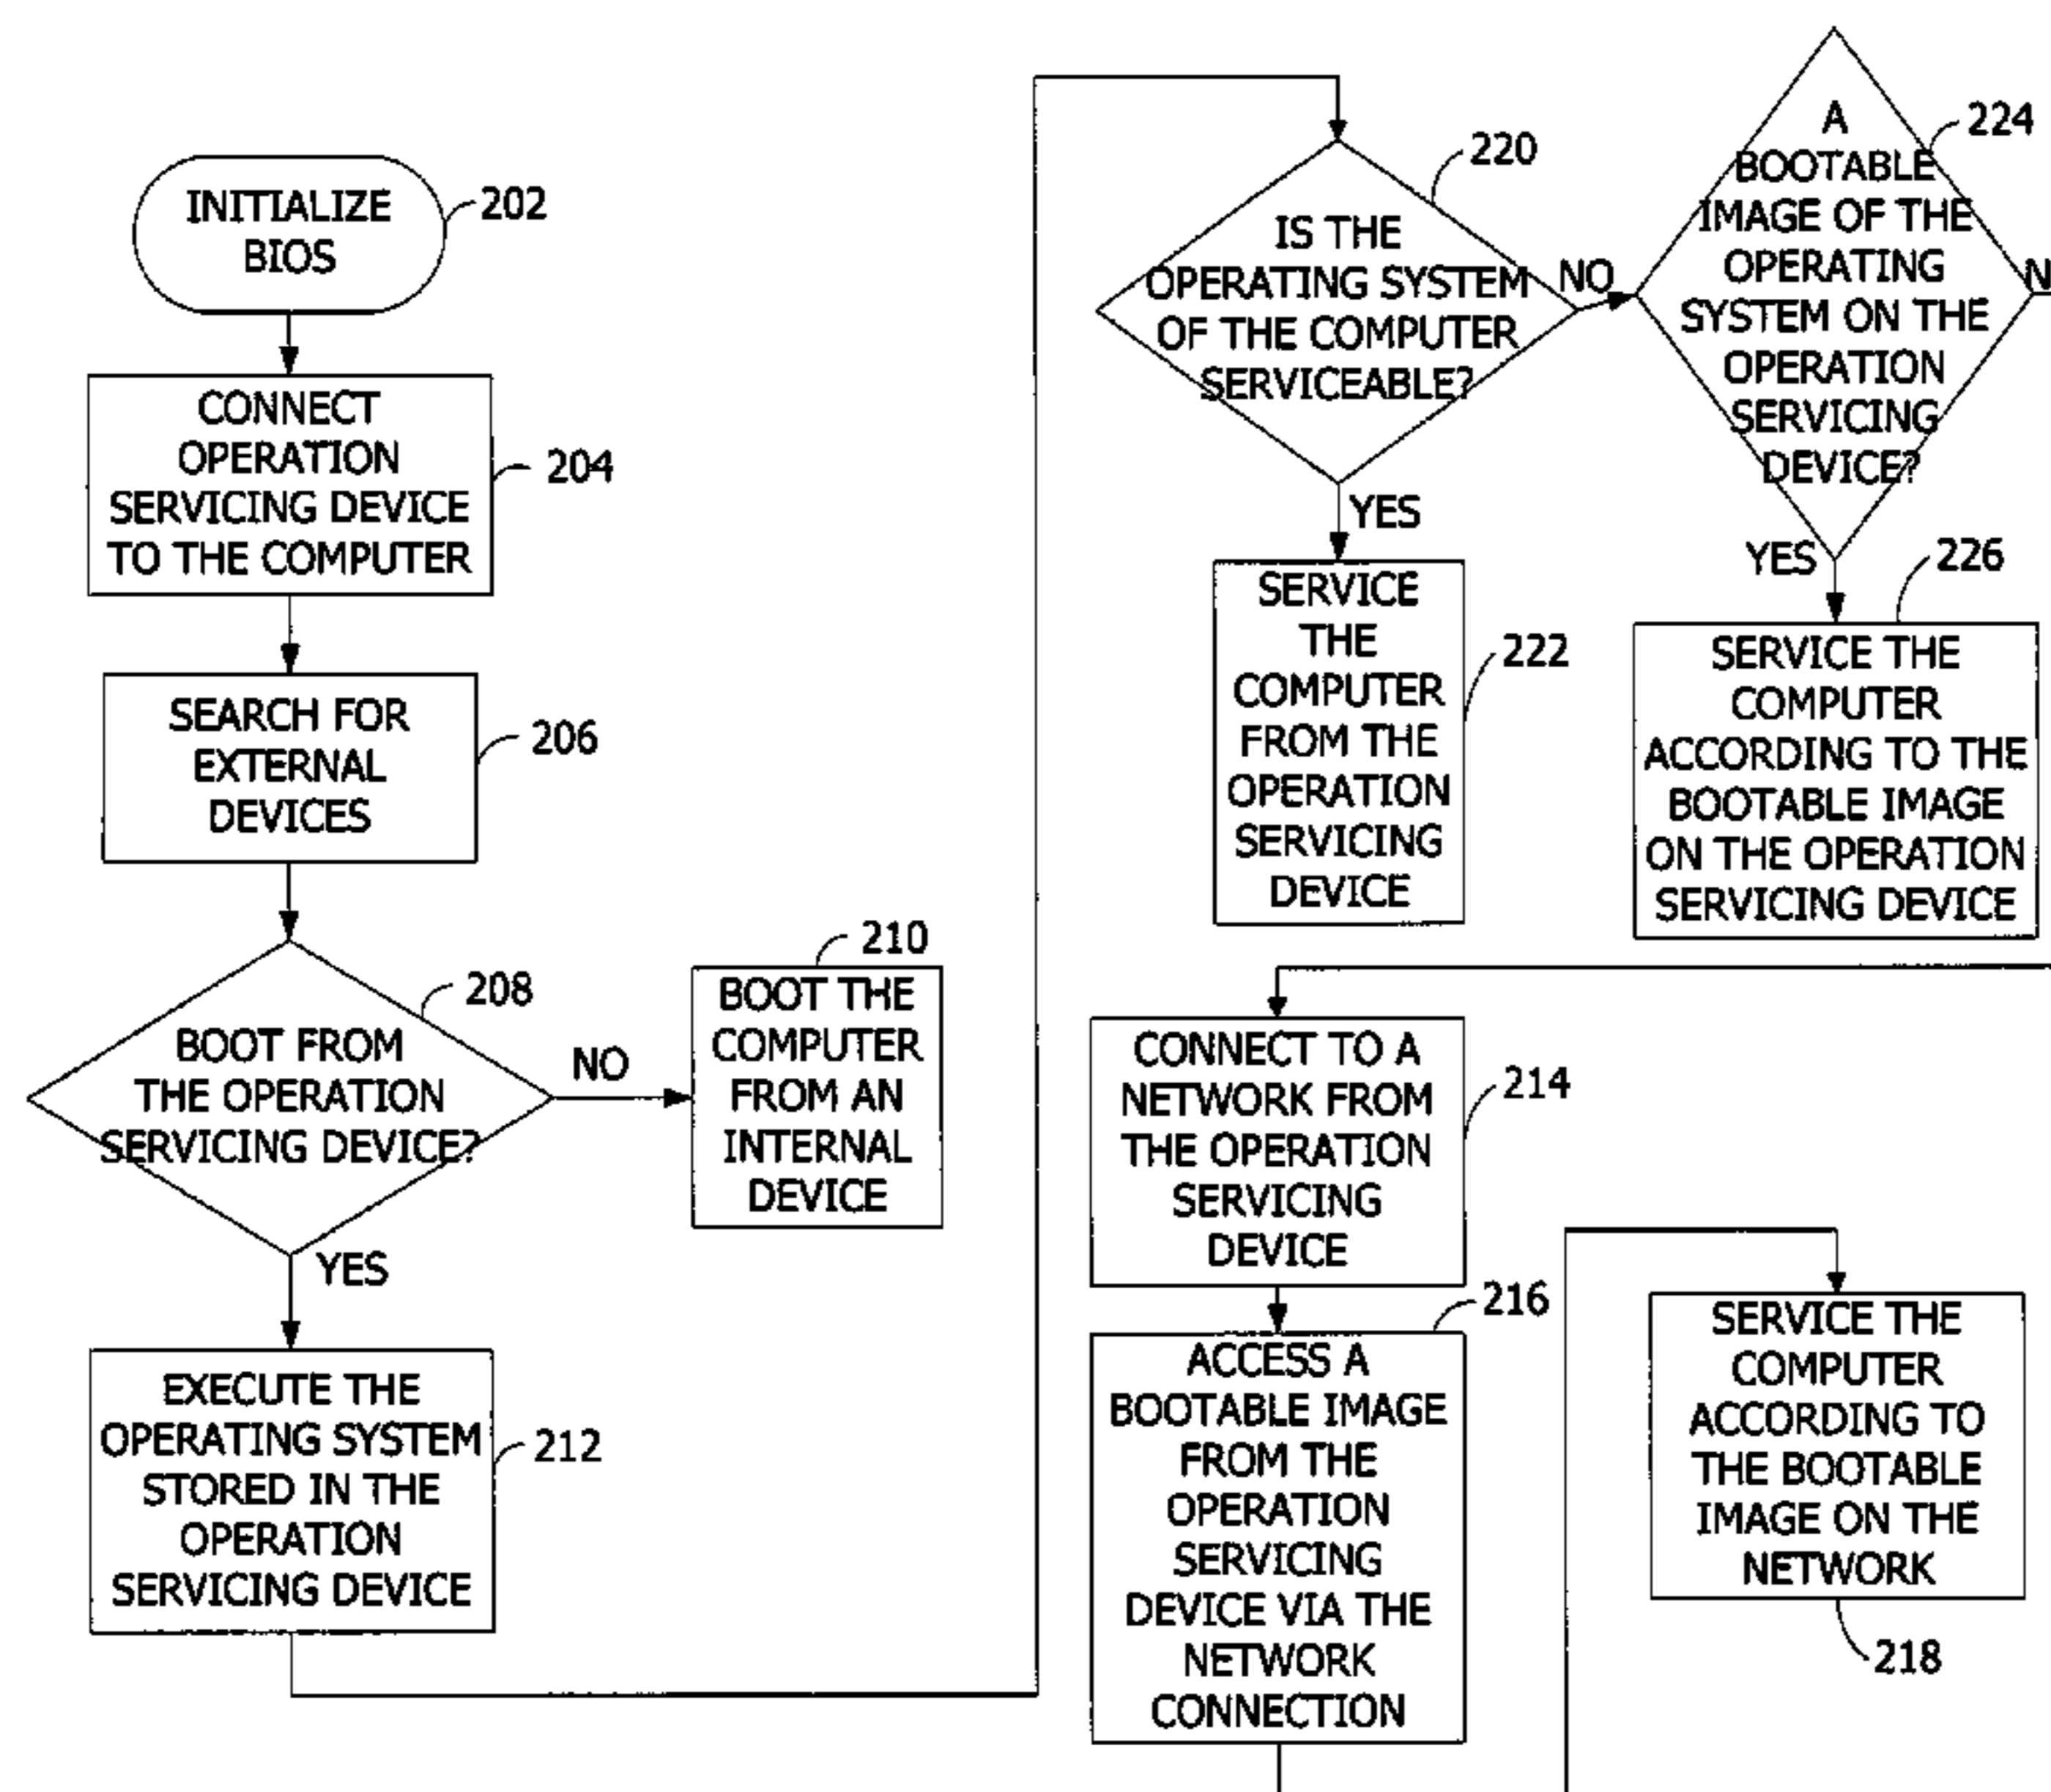 INITIALIZE
BIOS
202
CONNECT
OPERATION
SERVICING DEVICE
TO THE COMPUTER
204
SEARCH FOR
EXTERNAL
DEVICES
206
BOOT FROM
THE OPERATION
SERVICING DEVICE?
208
NO
BOOT THE
COMPUTER
FROM AN
INTERNAL
DEVICE
210
YES
EXECUTE THE
OPERATING SYSTEM
STORED IN THE
OPERATION
SERVICING DEVICE
212
IS THE
OPERATING SYSTEM
OF THE COMPUTER
SERVICEABLE?
220
NO
YES
SERVICE
THE
COMPUTER
FROM THE
OPERATION
SERVICING
DEVICE
222
A
BOOTABLE
IMAGE OF THE
OPERATING
SYSTEM ON THE
OPERATION
SERVICING
DEVICE?
224
N
YES
SERVICE THE
COMPUTER
ACCORDING TO THE
BOOTABLE IMAGE
ON THE OPERATION
SERVICING DEVICE
226
CONNECT TO A
NETWORK FROM
THE OPERATION
SERVICING
DEVICE
214
ACCESS A
BOOTABLE IMAGE
FROM THE
OPERATION
SERVICING
DEVICE VIA THE
NETWORK
CONNECTION
216
SERVICE THE
COMPUTER
ACCORDING TO
THE BOOTABLE
IMAGE ON THE
NETWORK
218